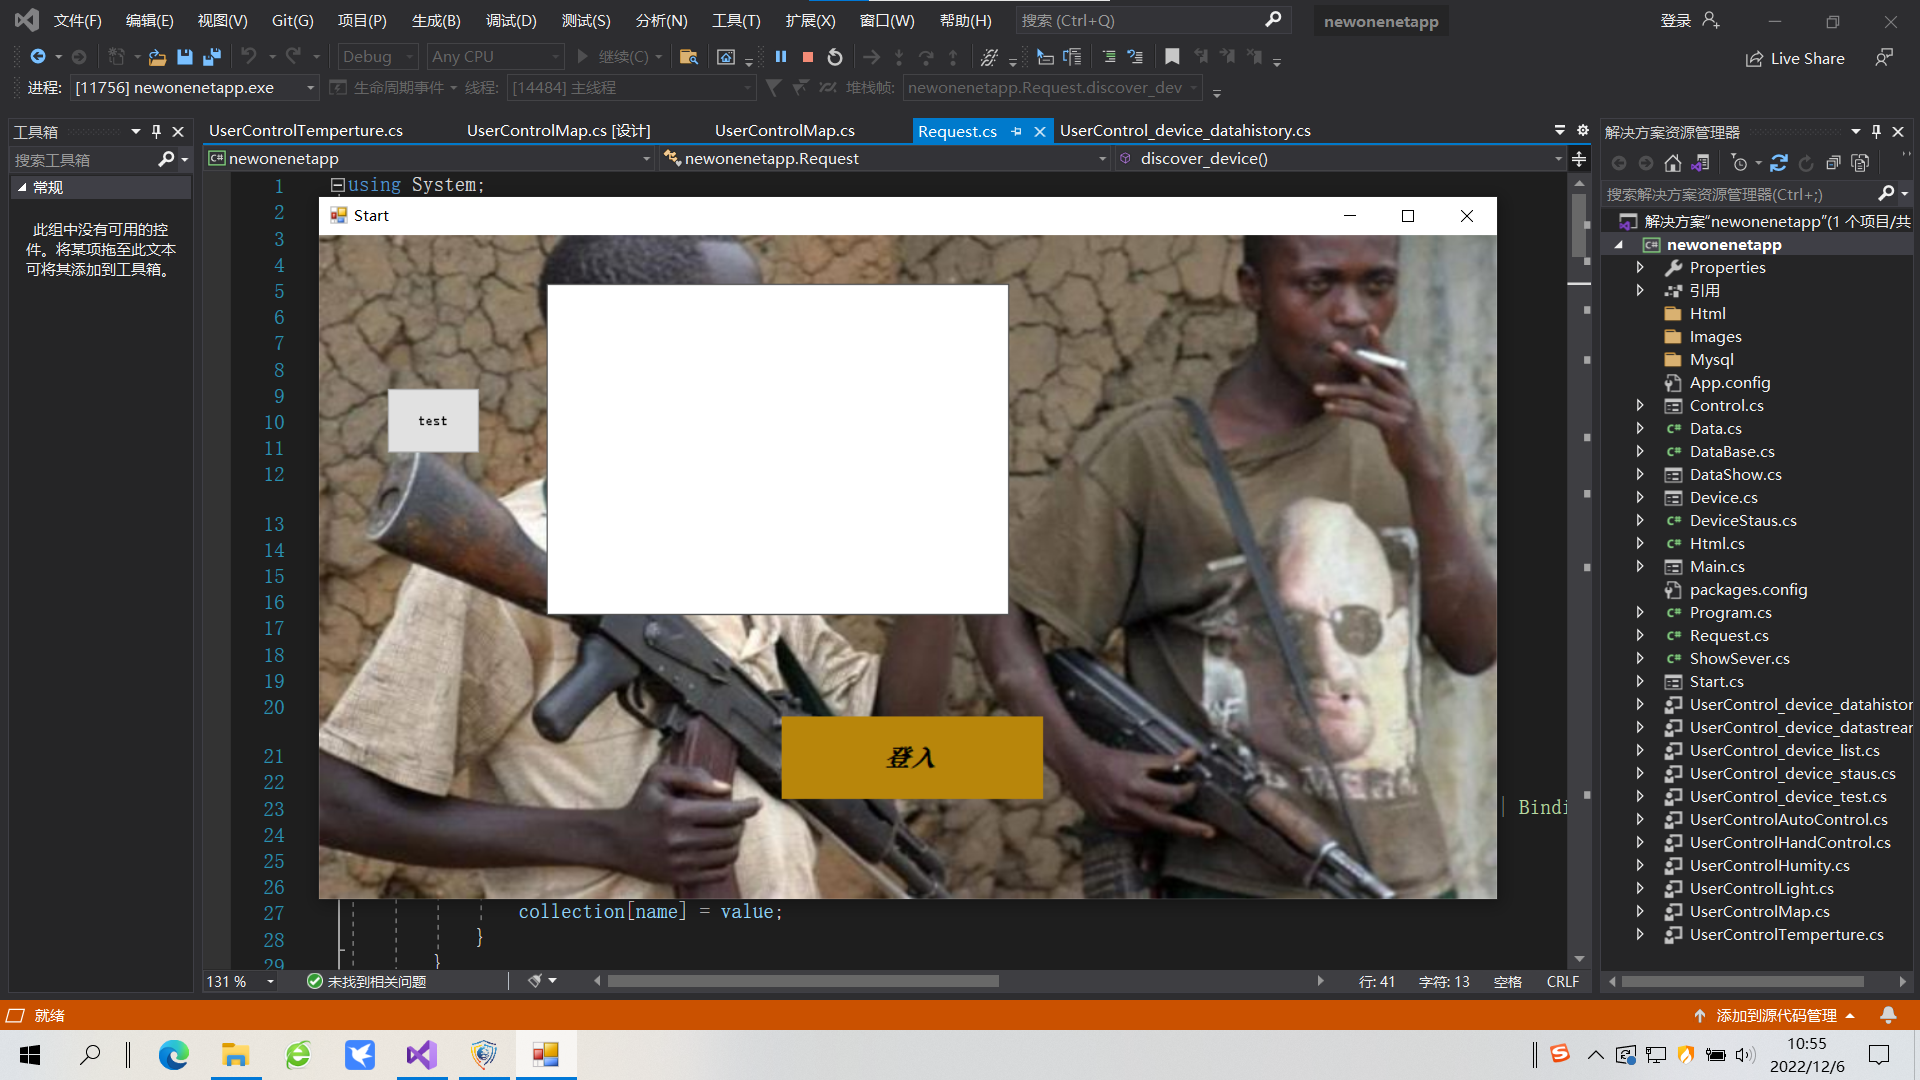 文件(F) 编辑(E) 视图(V) Git(G) 项目(P) 生成(B) 调试(D) 测试(S) 分析(N) 工具(T) 扩展(X) 窗口(W) 帮助(H) 搜索 (Ctrl+Q) newonenetapp 登录
Debug Any CPU 继续(C) Live Share
进程: [11756] newonenetapp.exe 生命周期事件 线程: [14484] 主线程 堆栈帧: newonenetapp.Request.discover_dev
工具箱
搜索工具箱
常规
此组中没有可用的控
件。将某项拖至此文本
可将其添加到工具箱。
UserControlTemperture.cs UserControlMap.cs [设计] UserControlMap.cs Request.cs UserControl_device_datahistory.cs
newonenetapp newonenetapp.Request discover_device()
1 using System;
2
3
4
5
6
7
8
9
10
11
12
13
14
15
16
17
18
19
20
21
22
23 Bindi
24
25
26
27 collection[name] = value;
28 }
29 }
Start
test
登入
131 % 未找到相关问题 行: 41 字符: 13 空格 CRLF
解决方案资源管理器
搜索解决方案资源管理器(Ctrl+;)
解决方案"newonenetapp"(1 个项目/共
newonenetapp
Properties
引用
Html
Images
Mysql
App.config
Control.cs
Data.cs
DataBase.cs
DataShow.cs
Device.cs
DeviceStaus.cs
Html.cs
Main.cs
packages.config
Program.cs
Request.cs
ShowSever.cs
Start.cs
UserControl_device_datahistor
UserControl_device_datastrear
UserControl_device_list.cs
UserControl_device_staus.cs
UserControl_device_test.cs
UserControlAutoControl.cs
UserControlHandControl.cs
UserControlHumity.cs
UserControlLight.cs
UserControlMap.cs
UserControlTemperture.cs
就绪 添加到源代码管理
10:55
2022/12/6